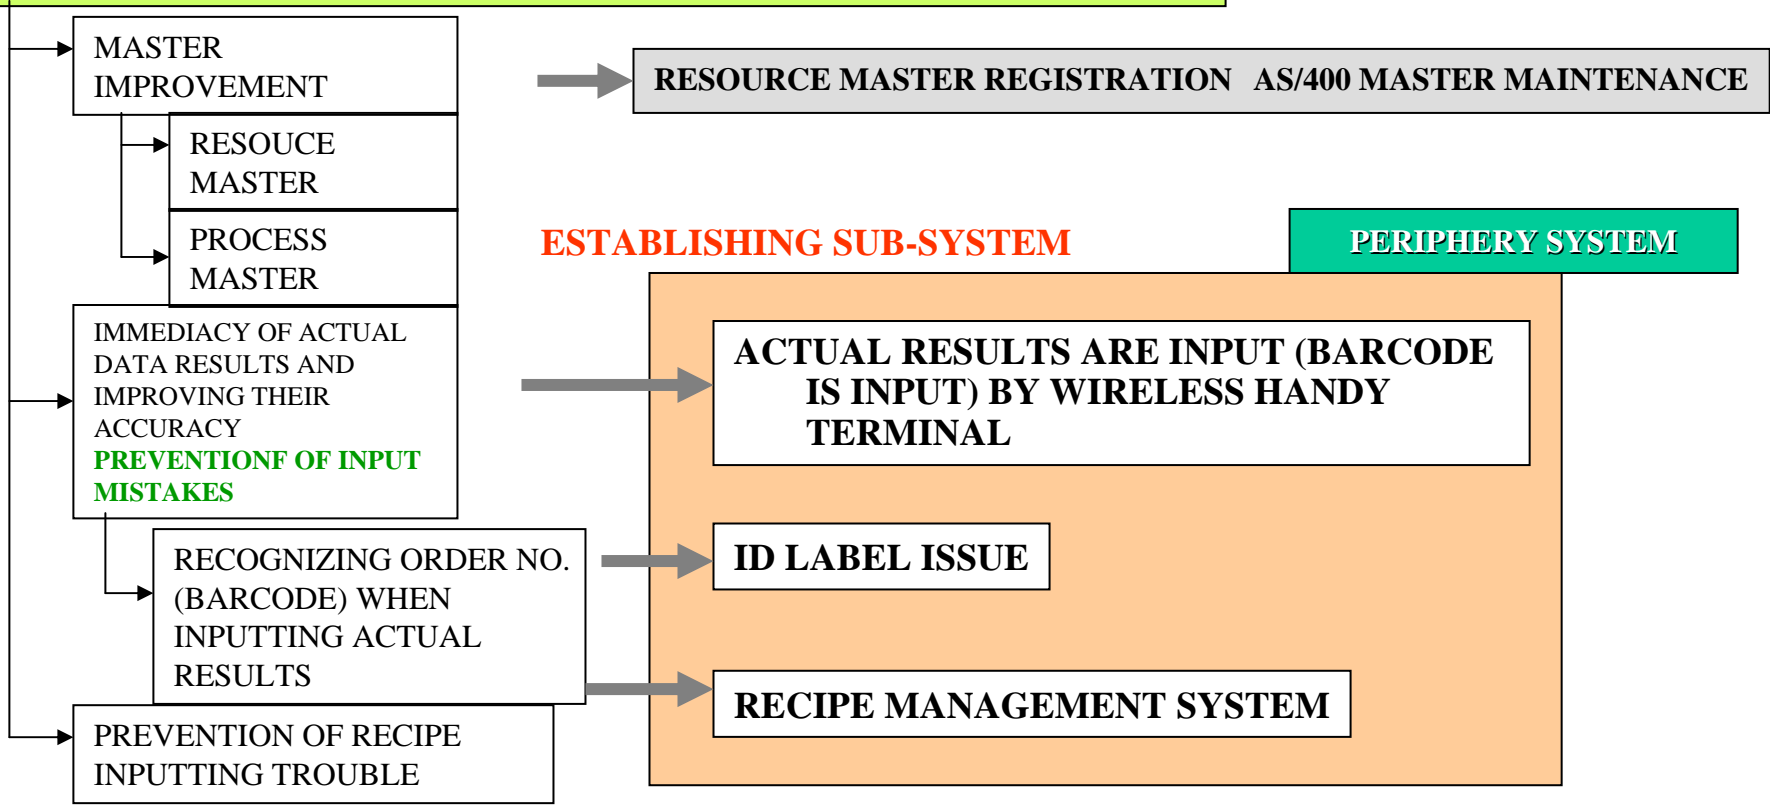 MASTER
IMPROVEMENT
RESOURCE MASTER REGISTRATION AS/400 MASTER MAINTENANCE
RESOUCE
MASTER
PROCESS
MASTER
ESTABLISHING SUB-SYSTEM
PERIPHERY SYSTEM
IMMEDIACY OF ACTUAL
DATA RESULTS AND
IMPROVING THEIR
ACCURACY
PREVENTIONF OF INPUT
MISTAKES
ACTUAL RESULTS ARE INPUT (BARCODE
IS INPUT) BY WIRELESS HANDY
TERMINAL
RECOGNIZING ORDER NO.
(BARCODE) WHEN
INPUTTING ACTUAL
RESULTS
ID LABEL ISSUE
RECIPE MANAGEMENT SYSTEM
PREVENTION OF RECIPE
INPUTTING TROUBLE